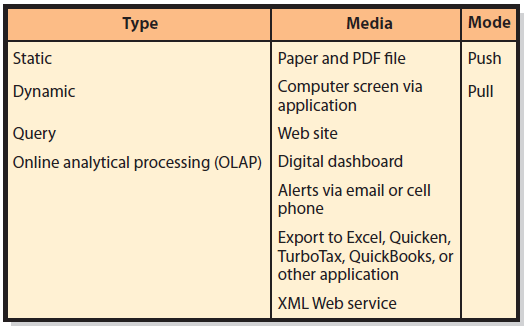 Type Media Mode
Static Paper and PDF file Push
Dynamic Computer screen via
application Pull
Query Web site
Online analytical processing (OLAP) Digital dashboard
Alerts via email or cell
phone
Export to Excel, Quicken,
TurboTax, QuickBooks, or
other application
XML Web service